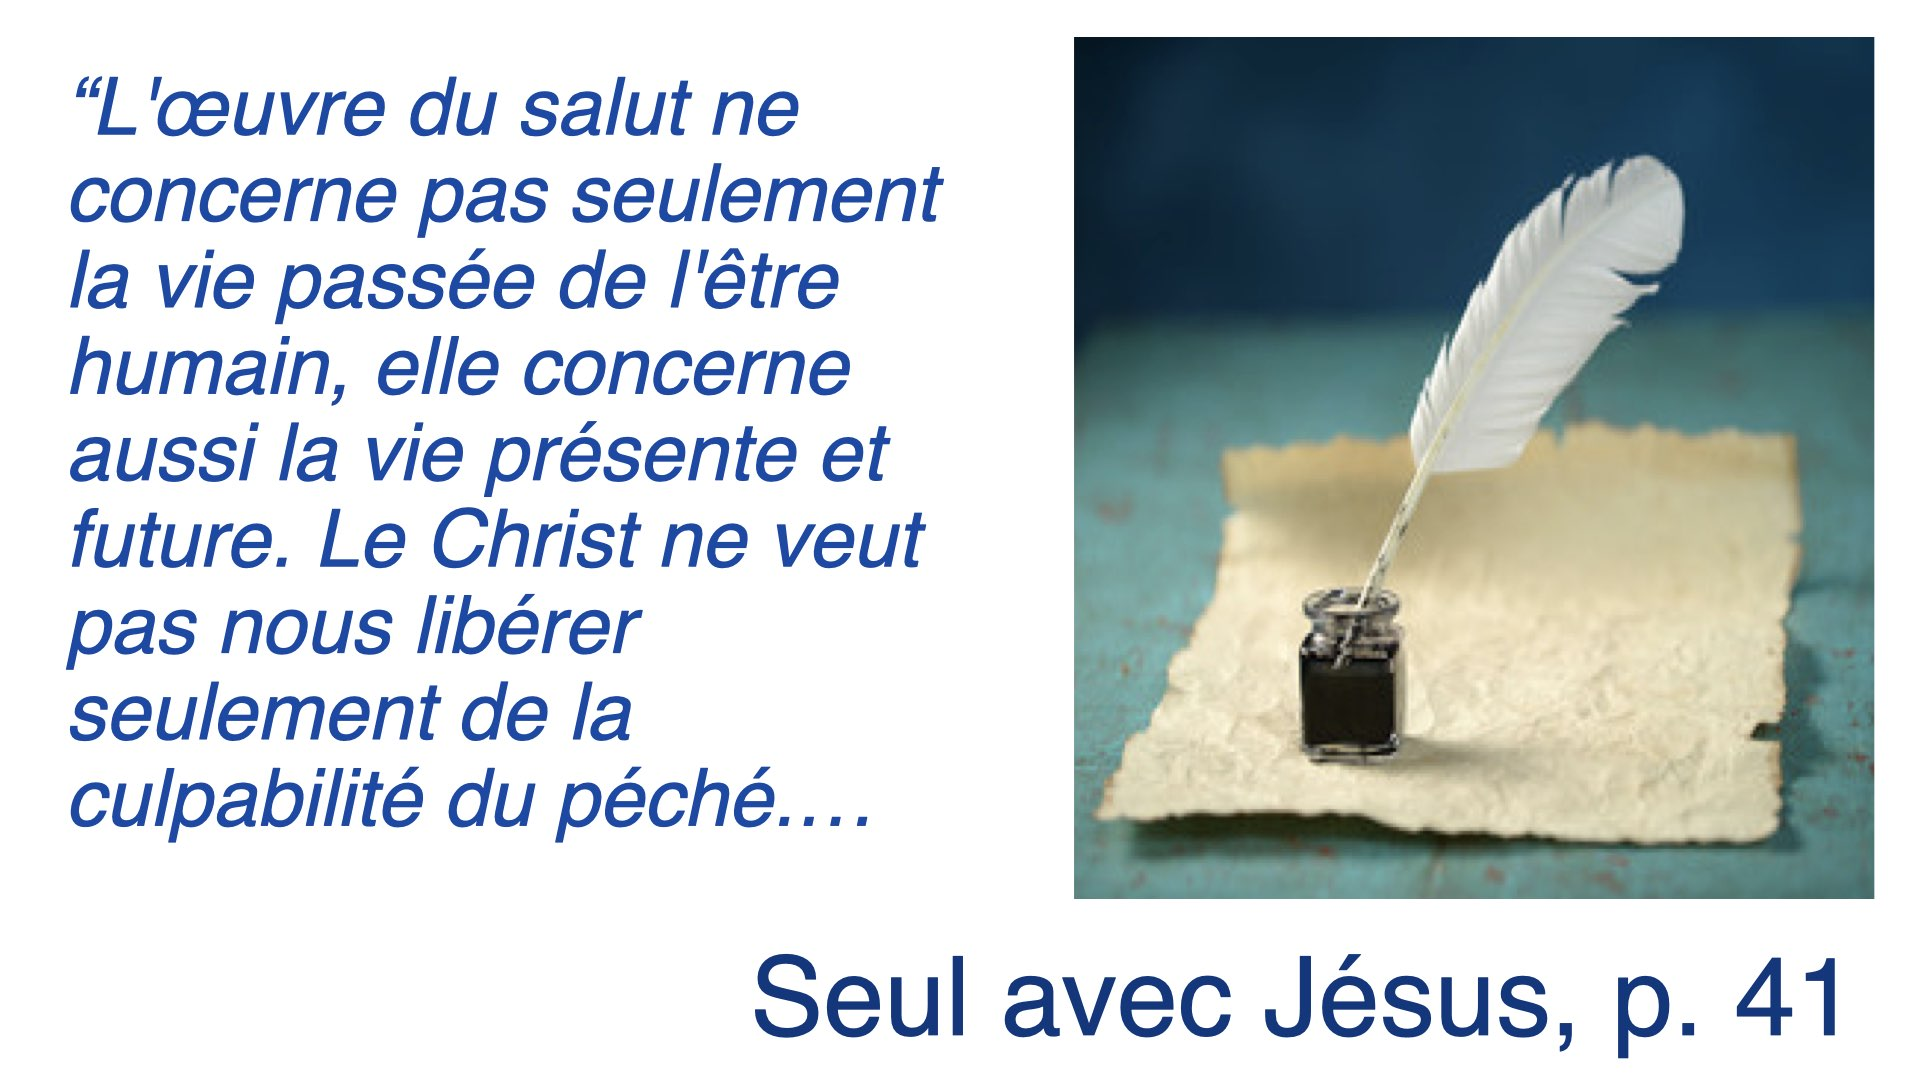 “L'œuvre du salut ne
concerne pas seulement
la vie passée de l'être
humain, elle concerne
aussi la vie présente et
future. Le Christ ne veut
pas nous libérer
seulement de la
culpabilité du péché.…
Seul avec Jésus, p. 41